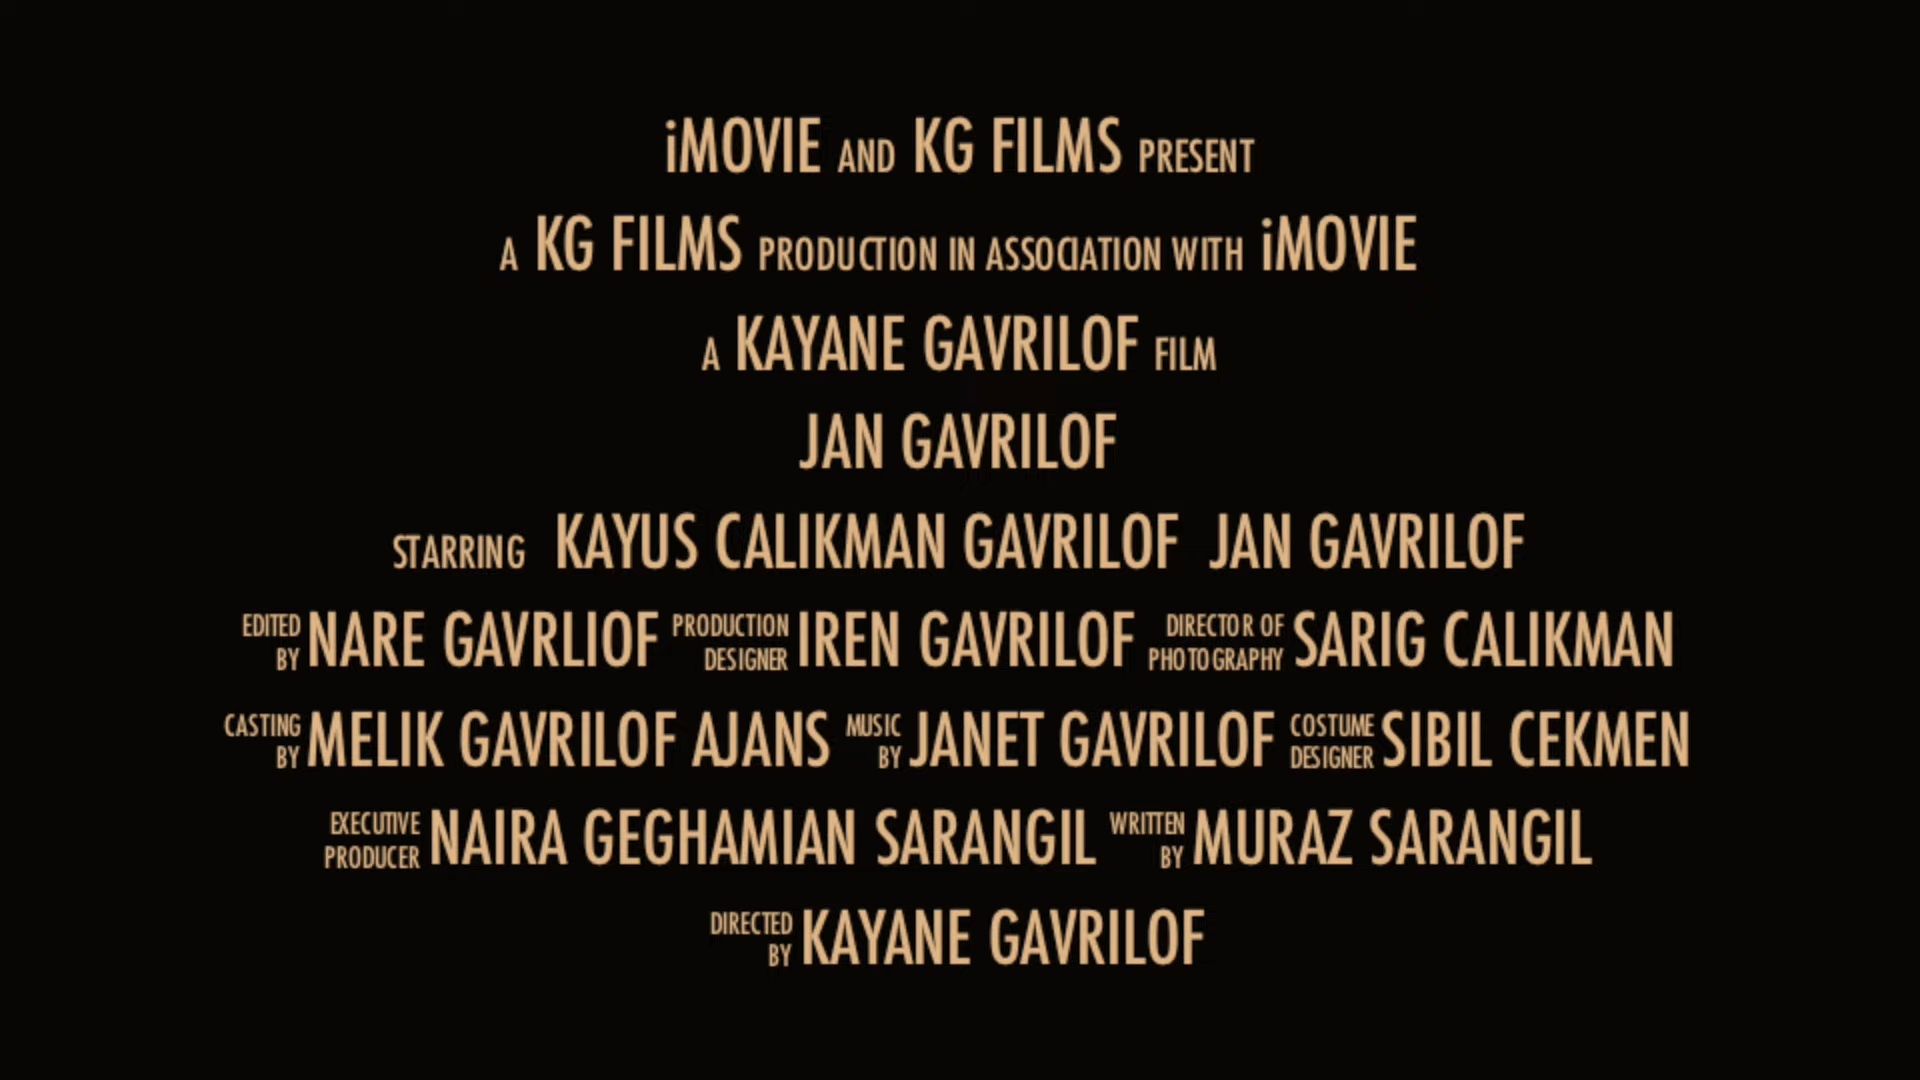 iMOVIE AND KG FILMS PRESENT
A KG FILMS PRODUCTION IN ASSOCIATION WITH iMOVIE
A KAYANE GAVRILOF FILM
JAN GAVRILOF
STARRING KAYUS CALIKMAN GAVRILOF JAN GAVRILOF
EDITED BY NARE GAVRLIOF PRODUCTION DESIGNER IREN GAVRILOF DIRECTOR OF PHOTOGRAPHY SARIG CALIKMAN
CASTING BY MELIK GAVRILOF AJANS MUSIC BY JANET GAVRILOF COSTUME DESIGNER SIBIL CEKMEN
EXECUTIVE PRODUCER NAIRA GEGHAMIAN SARANGIL WRITTEN BY MURAZ SARANGIL
DIRECTED BY KAYANE GAVRILOF